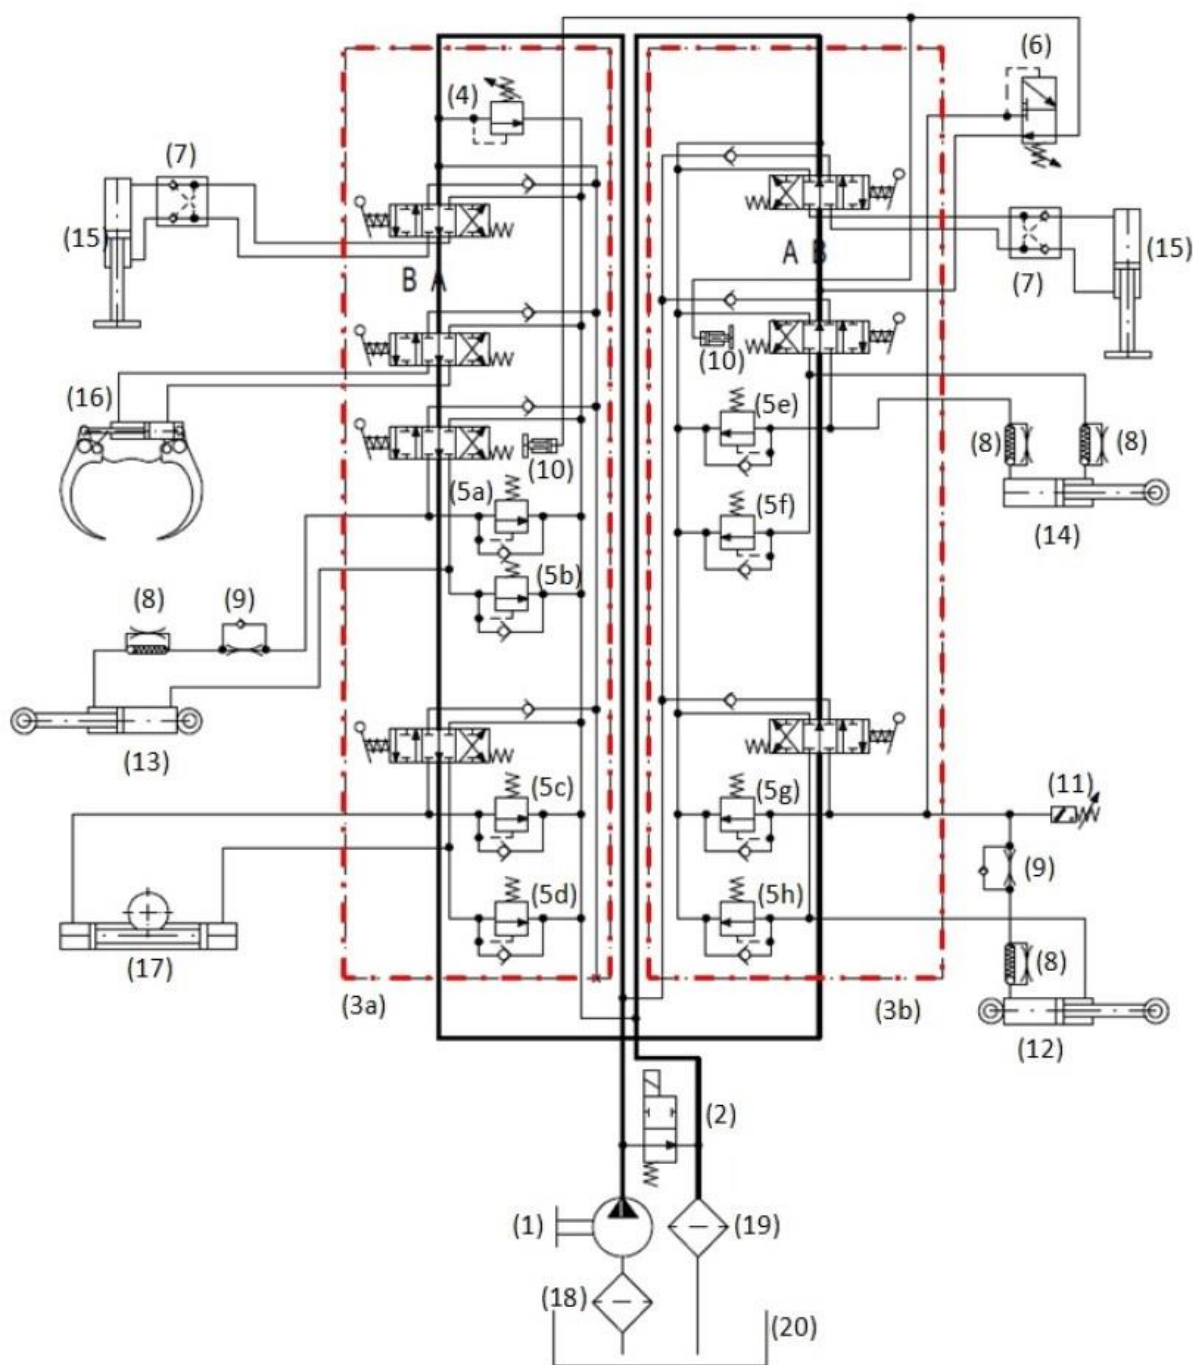 (6)
(4)
(7)
(15)
(15)
B A
A B
(7)
(10)
(16)
(5e)
(10)
(8)
(8)
(5a)
(5f)
(14)
(5b)
(8)
(9)
(13)
(5c)
(5g)
(11)
(9)
(5d)
(5h)
(17)
(8)
(3a)
(3b)
(12)
(2)
(1)
(19)
(18)
(20)